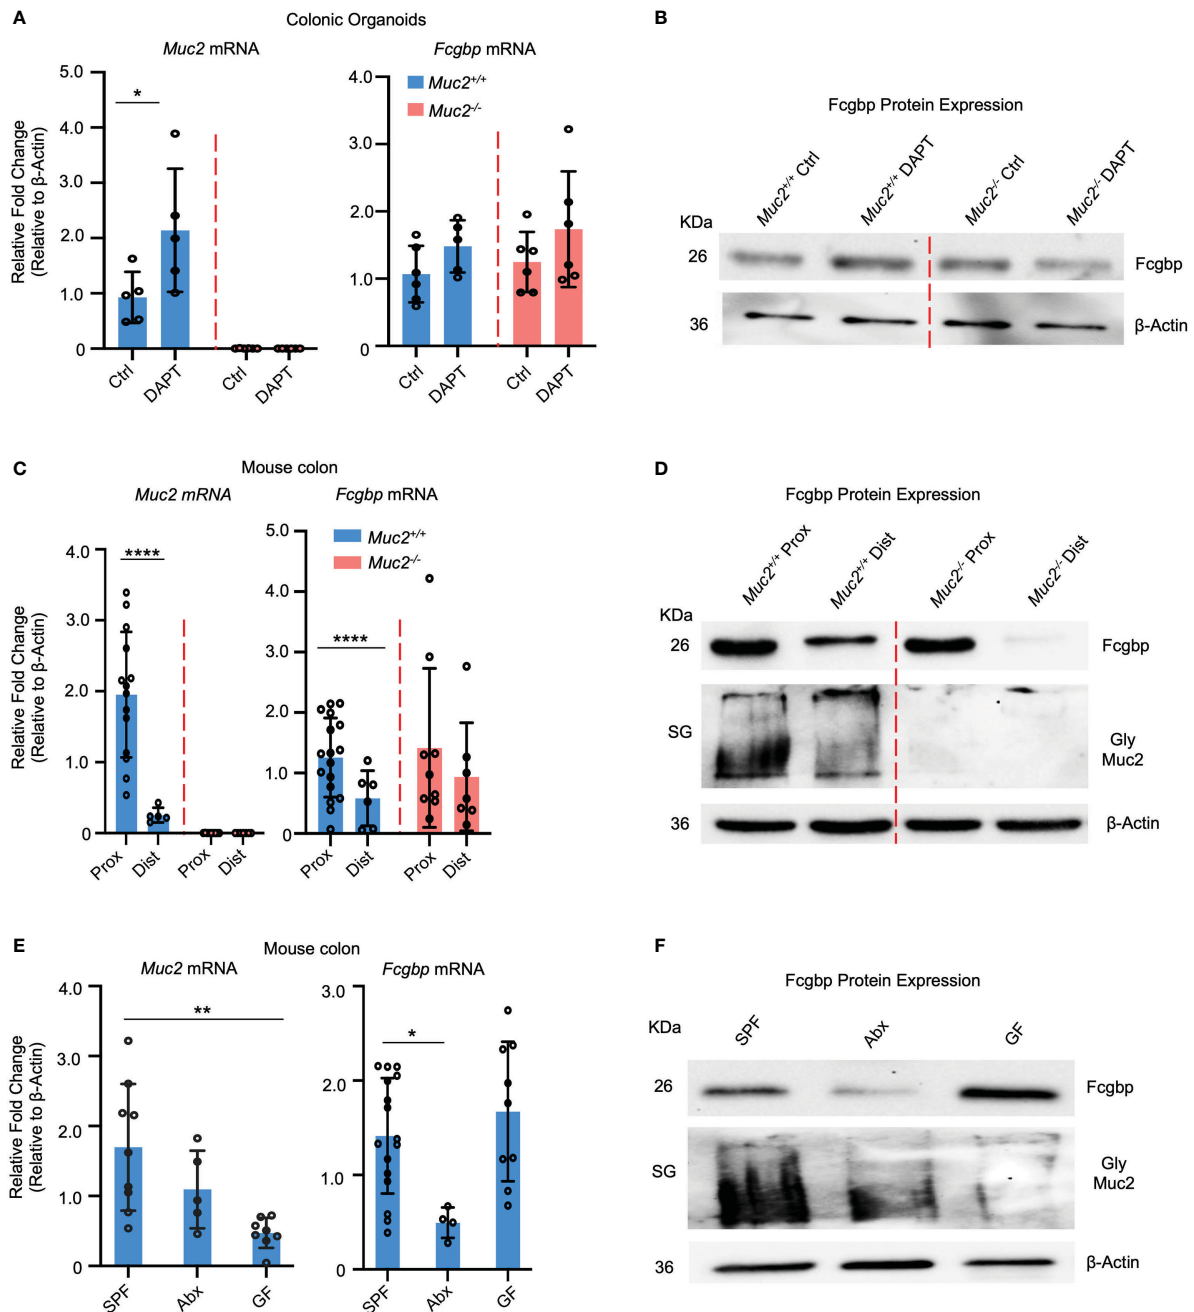 A
Colonic Organoids
Muc2 mRNA
Fcgbp mRNA
Relative Fold Change
(Relative to β-Actin)
5.0
4.0
3.0
2.0
1.0
0
*
Ctrl
DAPT
Ctrl
DAPT
4.0
3.0
2.0
1.0
0
Muc2+/+
Muc2-/-
Ctrl
DAPT
Ctrl
DAPT
B
Fcgbp Protein Expression
Muc2+/+ Ctrl
Muc2+/+ DAPT
Muc2-/- Ctrl
Muc2-/- DAPT
KDa
26
Fcgbp
36
β-Actin
C
Mouse colon
Muc2 mRNA
Fcgbp mRNA
Relative Fold Change
(Relative to β-Actin)
4.0
3.0
2.0
1.0
0
****
Prox
Dist
Prox
Dist
5.0
4.0
3.0
2.0
1.0
0
Muc2+/+
Muc2-/-
****
Prox
Dist
Prox
Dist
D
Fcgbp Protein Expression
Muc2+/+ Prox
Muc2+/+ Dist
Muc2-/- Prox
Muc2-/- Dist
KDa
26
Fcgbp
SG
Gly
Muc2
36
β-Actin
E
Mouse colon
Muc2 mRNA
Fcgbp mRNA
Relative Fold Change
(Relative to β-Actin)
4.0
3.0
2.0
1.0
0
**
SPF
Abx
GF
3.0
2.0
1.0
0
*
SPF
Abx
GF
F
Fcgbp Protein Expression
KDa
SPF
Abx
GF
26
Fcgbp
SG
Gly
Muc2
36
β-Actin